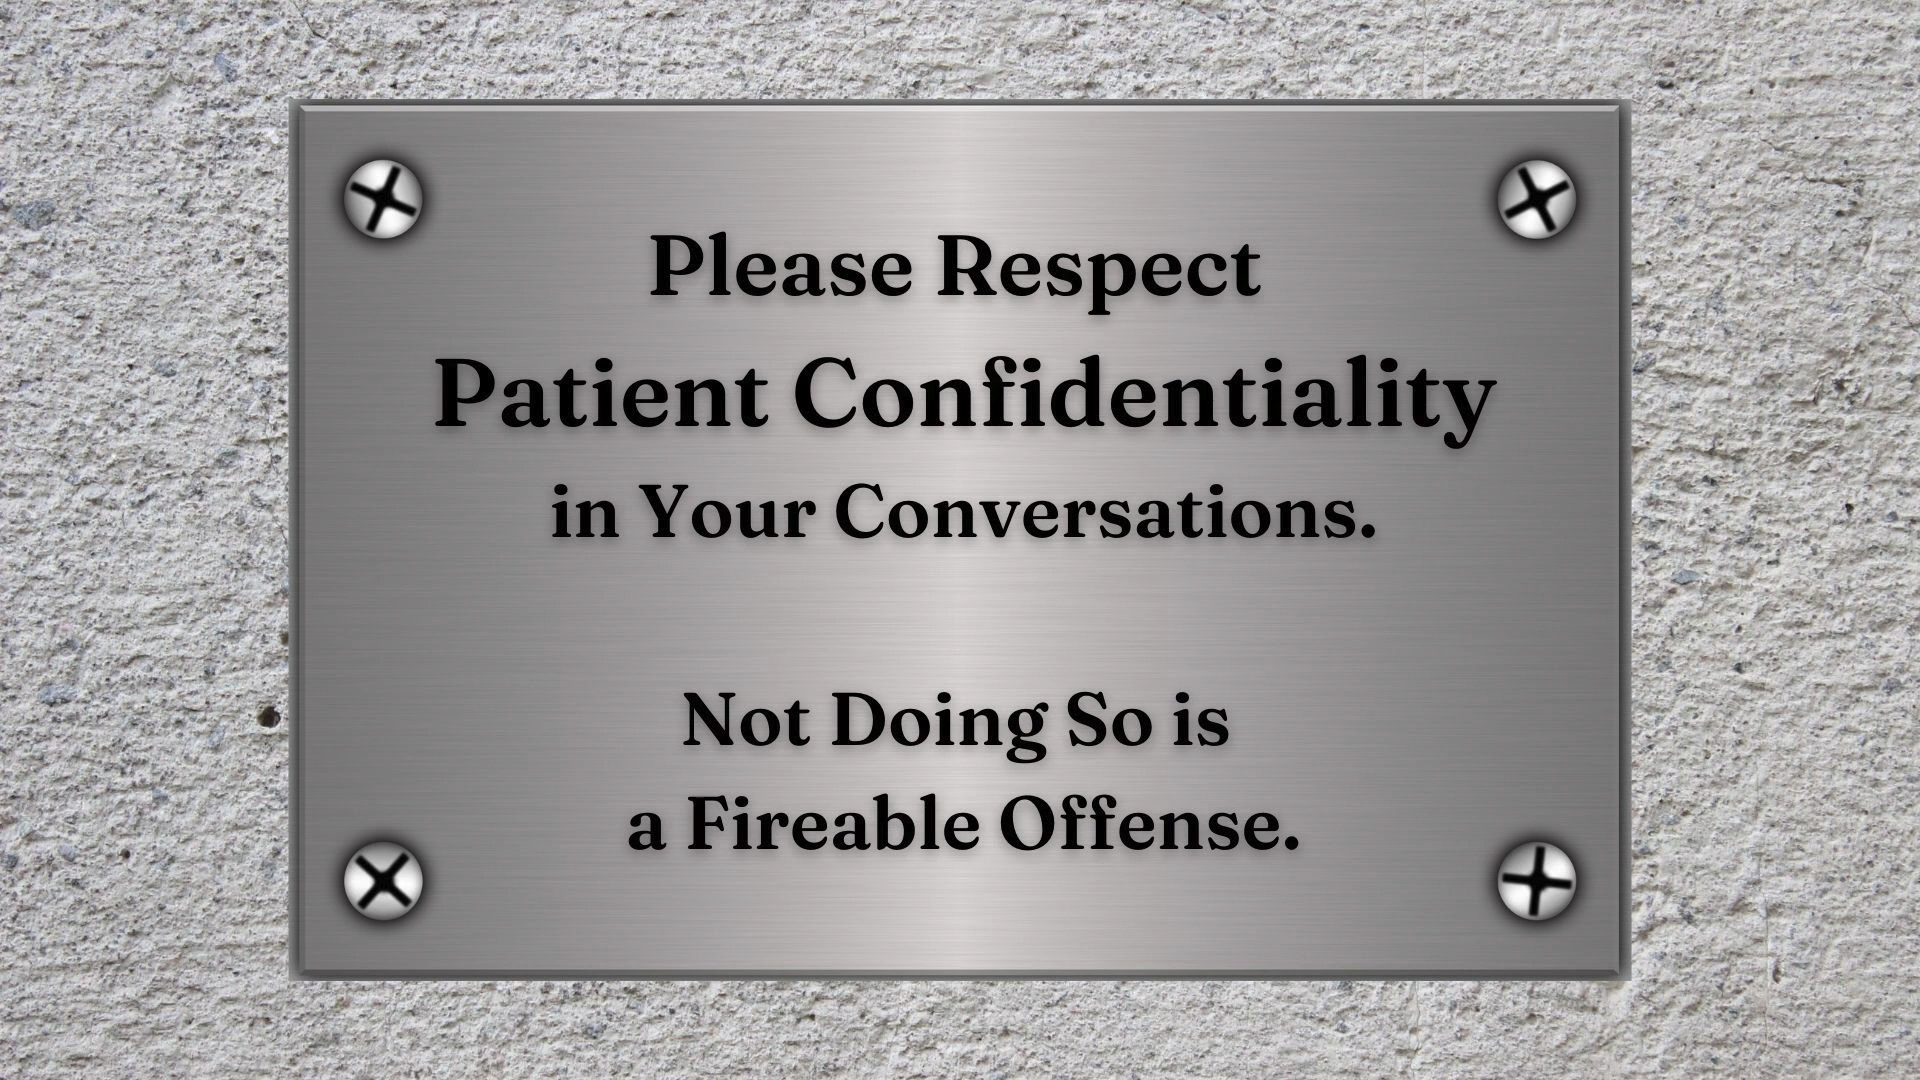 Please Respect
Patient Confidentiality
in Your Conversations.
Not Doing So is
a Fireable Offense.